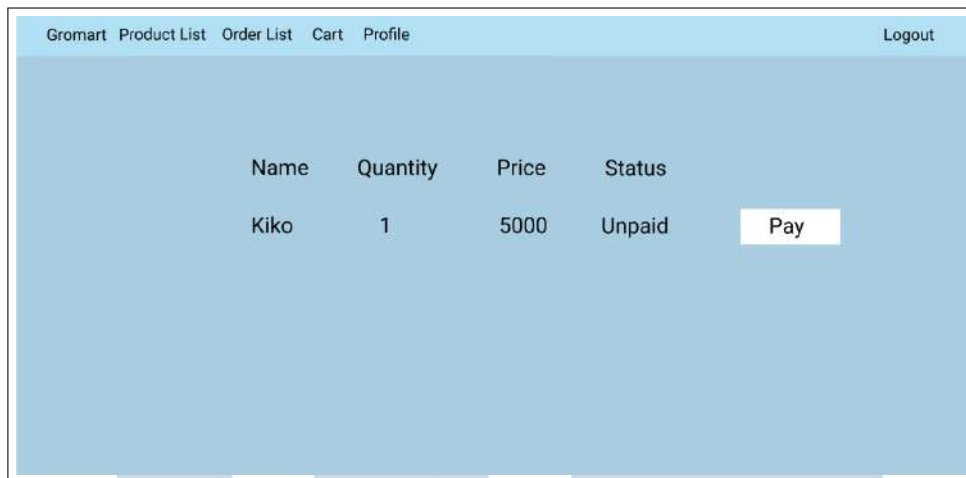 Gromart Product List Order List Cart Profile Logout
Name Quantity Price Status
Kiko 1 5000 Unpaid Pay